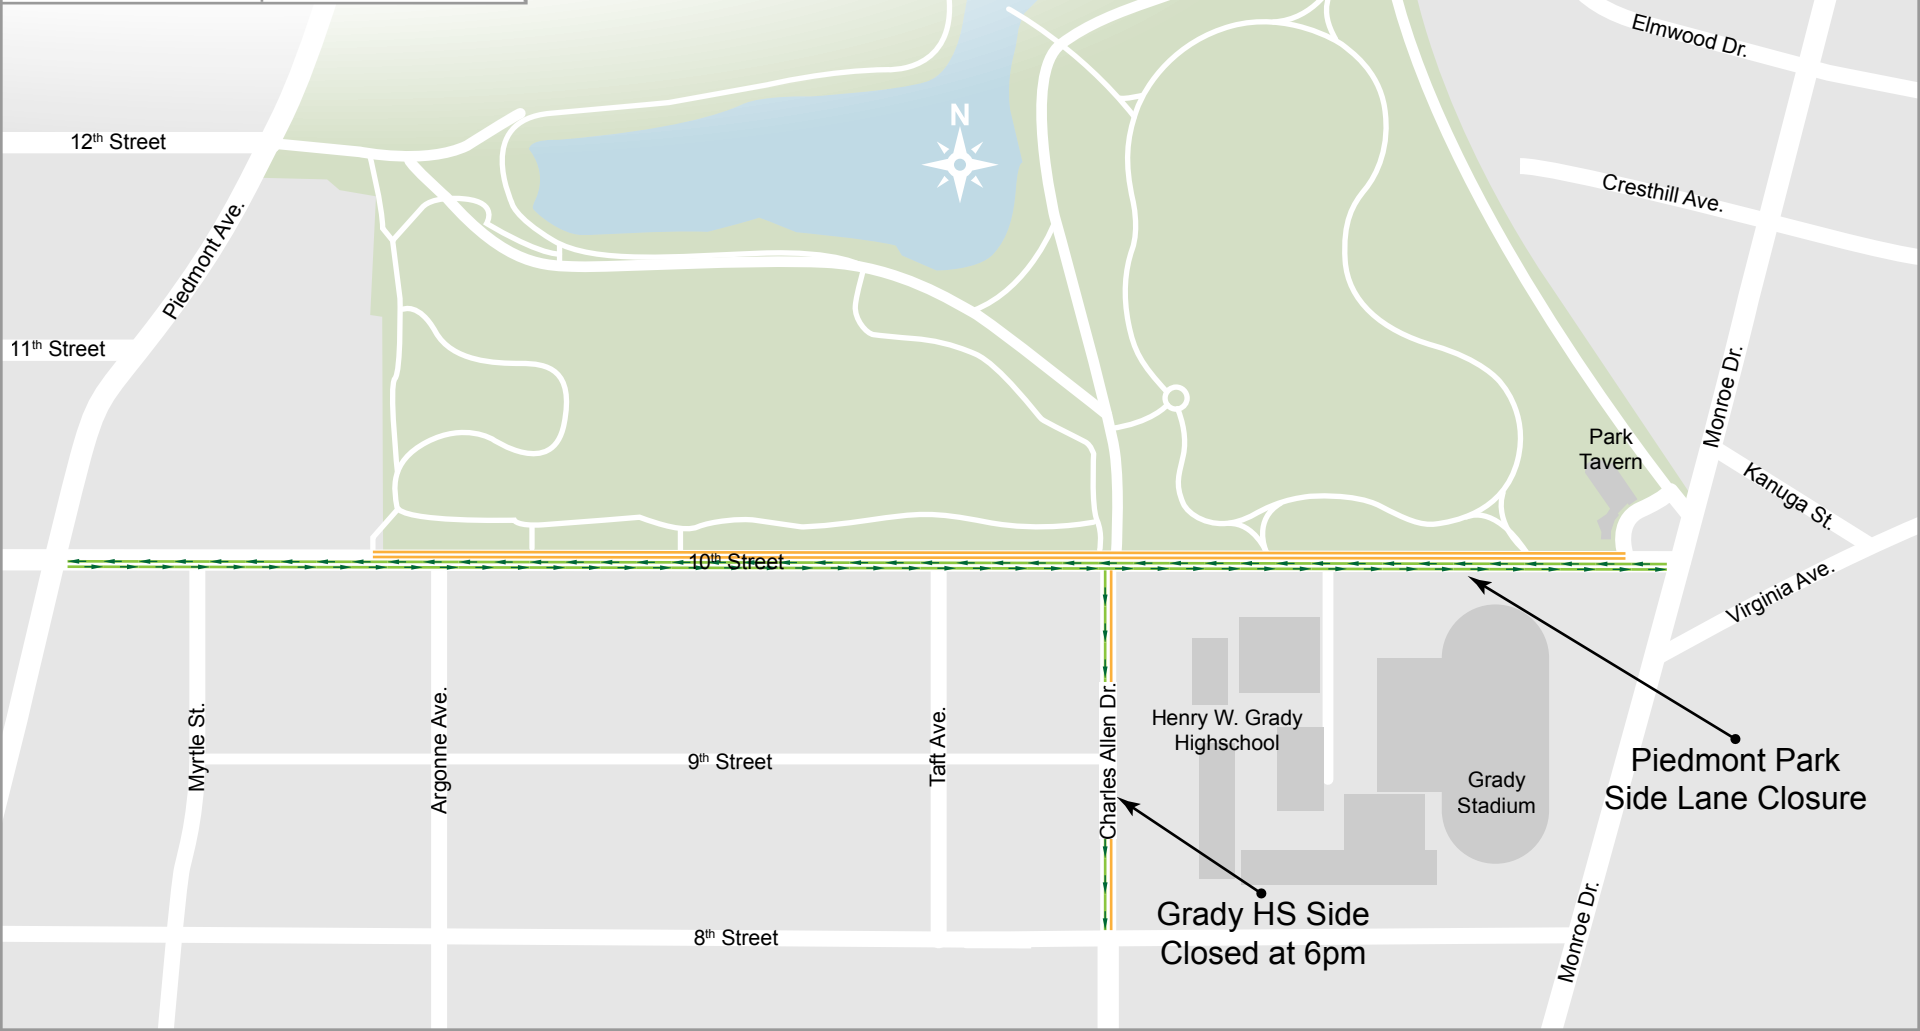 Elmwood Dr.
N
12th Street
Cresthill Ave.
Piedmont Ave.
11th Street
Monroe Dr.
Park
Tavern
Kanuga St.
10th Street
Virginia Ave.
Myrtle St.
Argonne Ave.
9th Street
Taft Ave.
Charles Allen Dr.
Henry W. Grady
Highschool
Grady
Stadium
Piedmont Park
Side Lane Closure
Grady HS Side
Closed at 6pm
8th Street
Monroe Dr.